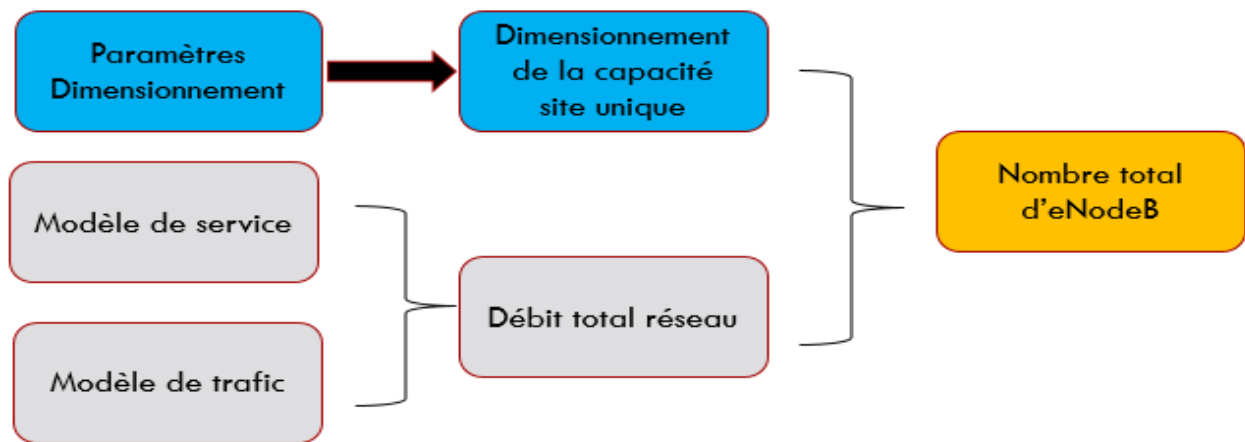 Paramètres
Dimensionnement
Dimensionnement
de la capacité
site unique
Modèle de service
Modèle de trafic
Débit total réseau
Nombre total
d'eNodeB